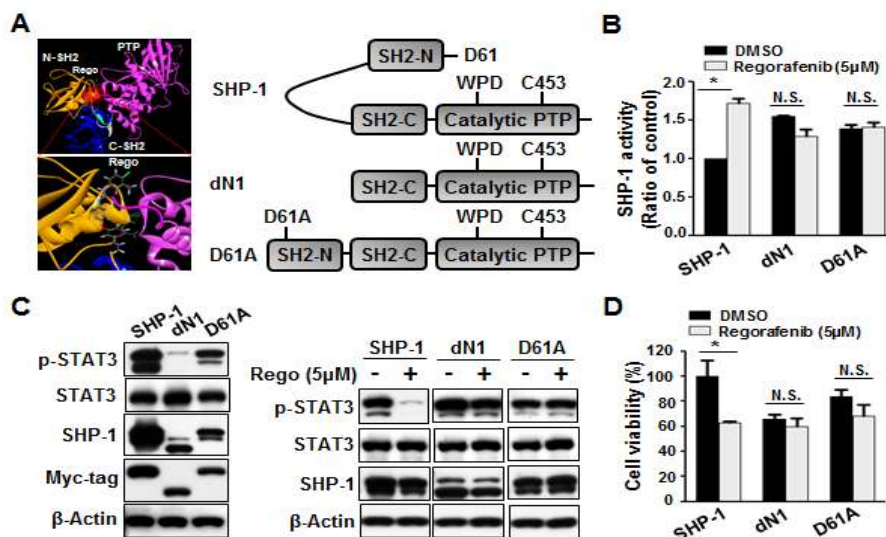 A
N-SH2
PTP
Rego
C-SH2
Rego
SHP-1
SH2-N
D61
WPD C453
SH2-C
Catalytic PTP
dN1
WPD C453
SH2-C
Catalytic PTP
D61A
D61A
WPD C453
SH2-N
SH2-C
Catalytic PTP
B
DMSO
Regorafenib (5µM)
SHP-1 activity
(Ratio of control)
2.0
1.5
1.0
0.5
0.0
*
N.S.
N.S.
SHP-1
dN1
D61A
C
SHP-1
dN1
D61A
p-STAT3
STAT3
SHP-1
Myc-tag
β-Actin
SHP-1 dN1 D61A
Rego (5µM) - + - + - +
p-STAT3
STAT3
SHP-1
β-Actin
D
DMSO
Regorafenib (5µM)
Cell viability (%)
120
100
80
60
40
20
0
*
N.S.
N.S.
SHP-1
dN1
D61A